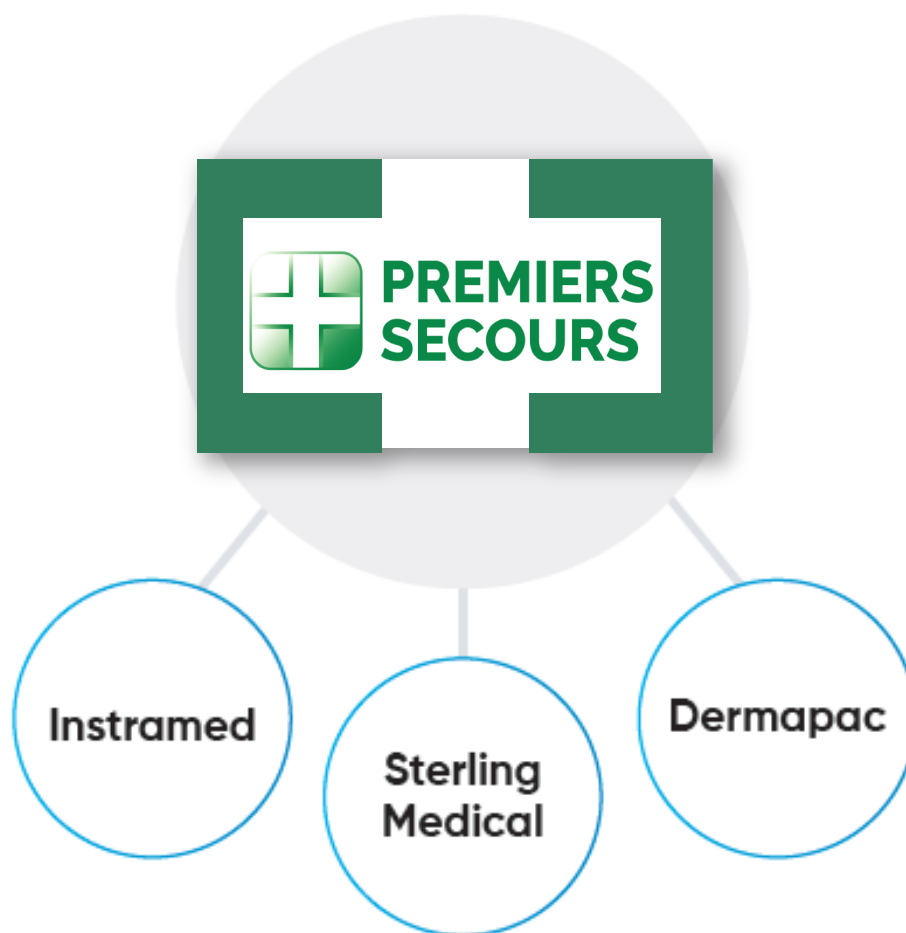 PREMIERS
SECOURS
Instramed
Sterling
Medical
Dermapac